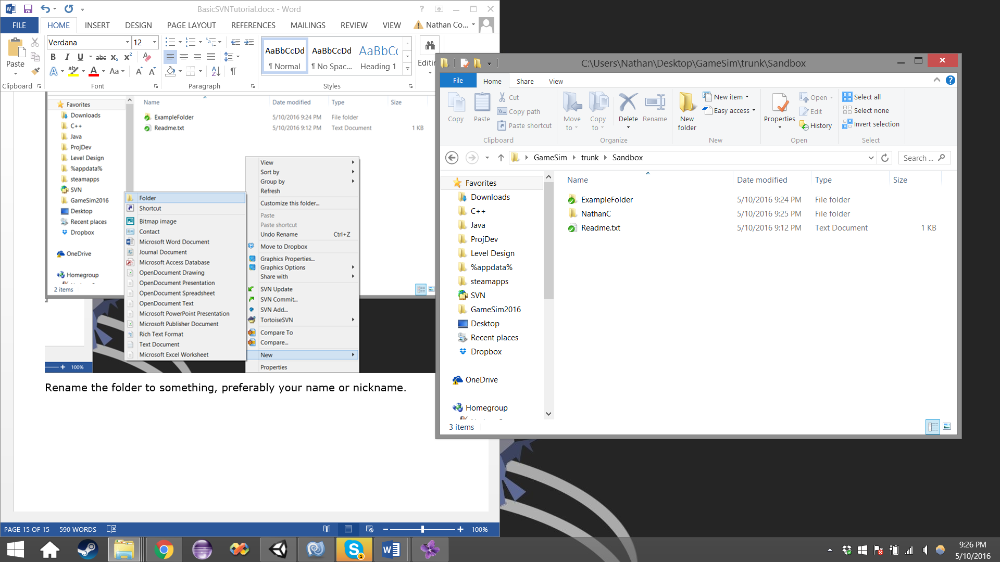 BasicSVNTutorial.docx - Word
FILE HOME INSERT DESIGN PAGE LAYOUT REFERENCES MAILINGS REVIEW VIEW Nathan Co...
Verdana 12
Paste
Clipboard Font Paragraph Styles
AaBbCcDd AaBbCcDd
¶ Normal ¶ No Spac... Heading 1
Name Date modified Type Size
ExampleFolder 5/10/2016 9:24 PM File folder
Readme.txt 5/10/2016 9:12 PM Text Document 1 KB
Favorites
Downloads
C++
Java
ProjDev
Level Design
%appdata%
steamapps
SVN
GameSim2016
Desktop
Recent places
Dropbox
OneDrive
Homegroup
2 items
View
Sort by
Group by
Refresh
Customize this folder...
Paste
Paste shortcut
Undo Rename Ctrl+Z
Move to Dropbox
Graphics Properties...
Graphics Options
Share with
SVN Update
SVN Commit...
SVN Add...
TortoiseSVN
Compare To
Compare...
New
Properties
Folder
Shortcut
Bitmap image
Contact
Microsoft Word Document
Journal Document
Microsoft Access Database
OpenDocument Drawing
OpenDocument Presentation
OpenDocument Spreadsheet
OpenDocument Text
Microsoft PowerPoint Presentation
Microsoft Publisher Document
Rich Text Format
Text Document
Microsoft Excel Worksheet
100%
Rename the folder to something, preferably your name or nickname.
PAGE 15 OF 15 590 WORDS 100%
C:\Users\Nathan\Desktop\GameSim\trunk\Sandbox
File Home Share View
Copy
Paste
Cut
Copy path
Paste shortcut
Clipboard
Move to
Copy to
Delete
Rename
Organize
New folder
New item
Easy access
New
Properties
Open
Edit
History
Open
Select all
Select none
Invert selection
Select
GameSim trunk Sandbox
Search ...
Favorites
Downloads
C++
Java
ProjDev
Level Design
%appdata%
steamapps
SVN
GameSim2016
Desktop
Recent places
Dropbox
OneDrive
Homegroup
Name Date modified Type Size
ExampleFolder 5/10/2016 9:24 PM File folder
NathanC 5/10/2016 9:25 PM File folder
Readme.txt 5/10/2016 9:12 PM Text Document 1 KB
3 items
9:26 PM
5/10/2016